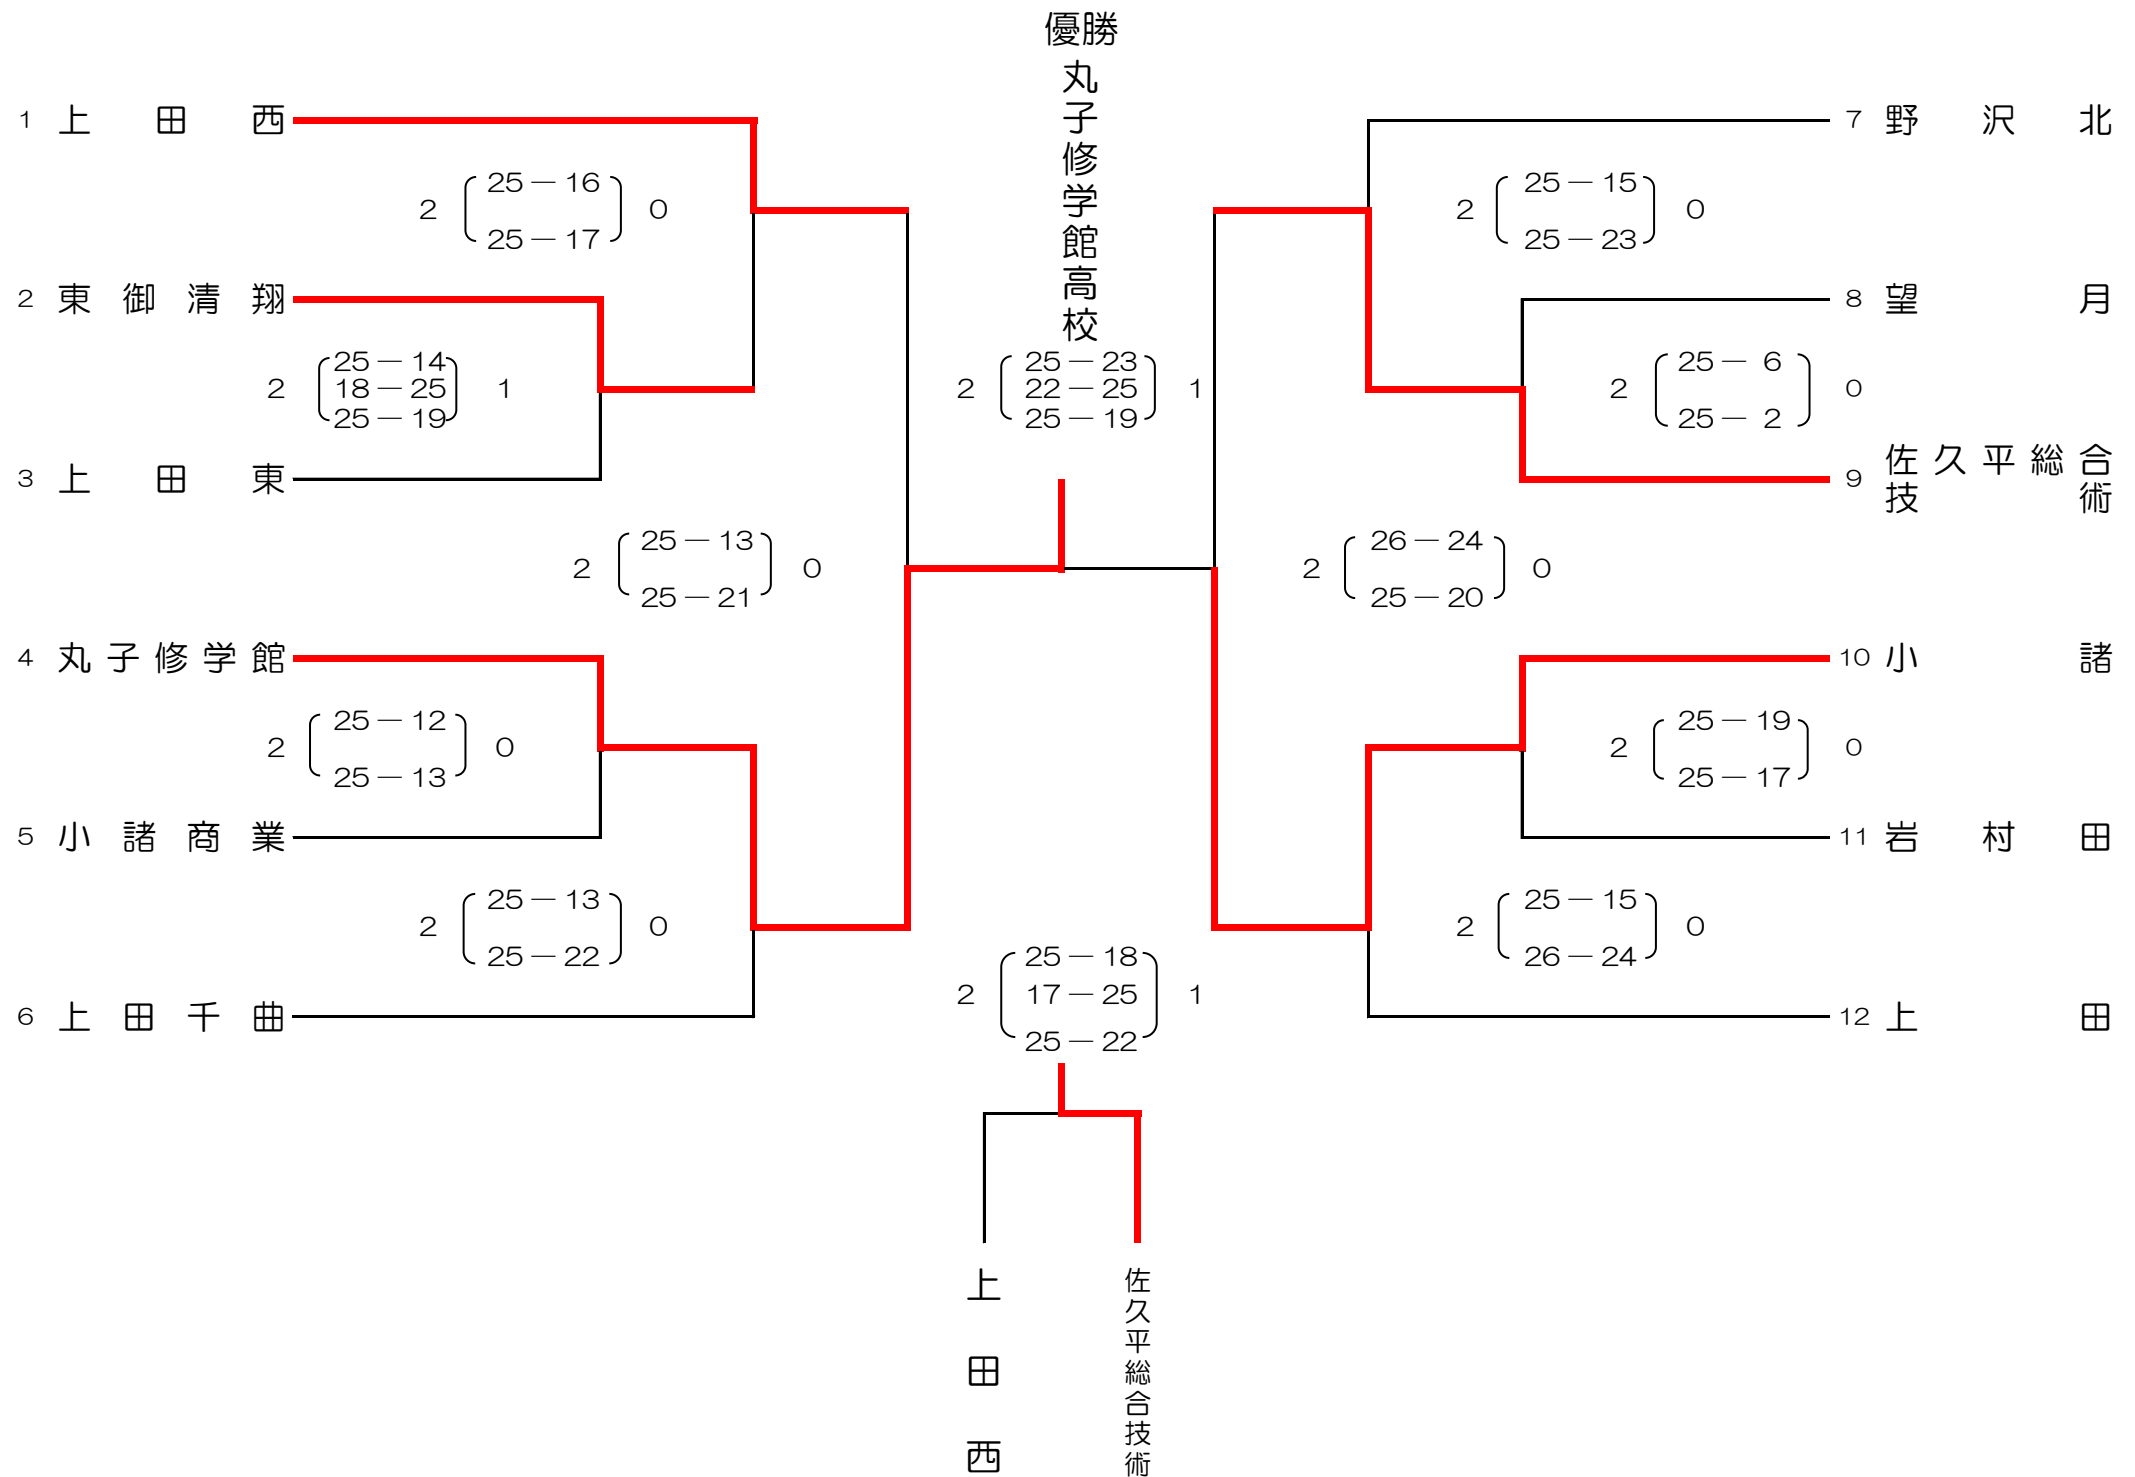 優勝
丸子修学館高校
1 上田西
2 25－16 0
25－17
2 東御清翔
25－14
2 18－25 1
25－19
3 上田東
25－13
2 0
25－21
4 丸子修学館
25－12
2 0
25－13
5 小諸商業
25－13
2 0
25－22
6 上田千曲
25－23
2 22－25 1
25－19
7 野沢北
25－15
2 0
25－23
8 望月
25－ 6
2 0
25－ 2
9 佐久平総合
技術
26－24
2 0
25－20
10 小諸
25－19
2 0
25－17
11 岩村田
25－15
2 0
26－24
12 上田
25－18
2 17－25 1
25－22
上田西
佐久平総合技術